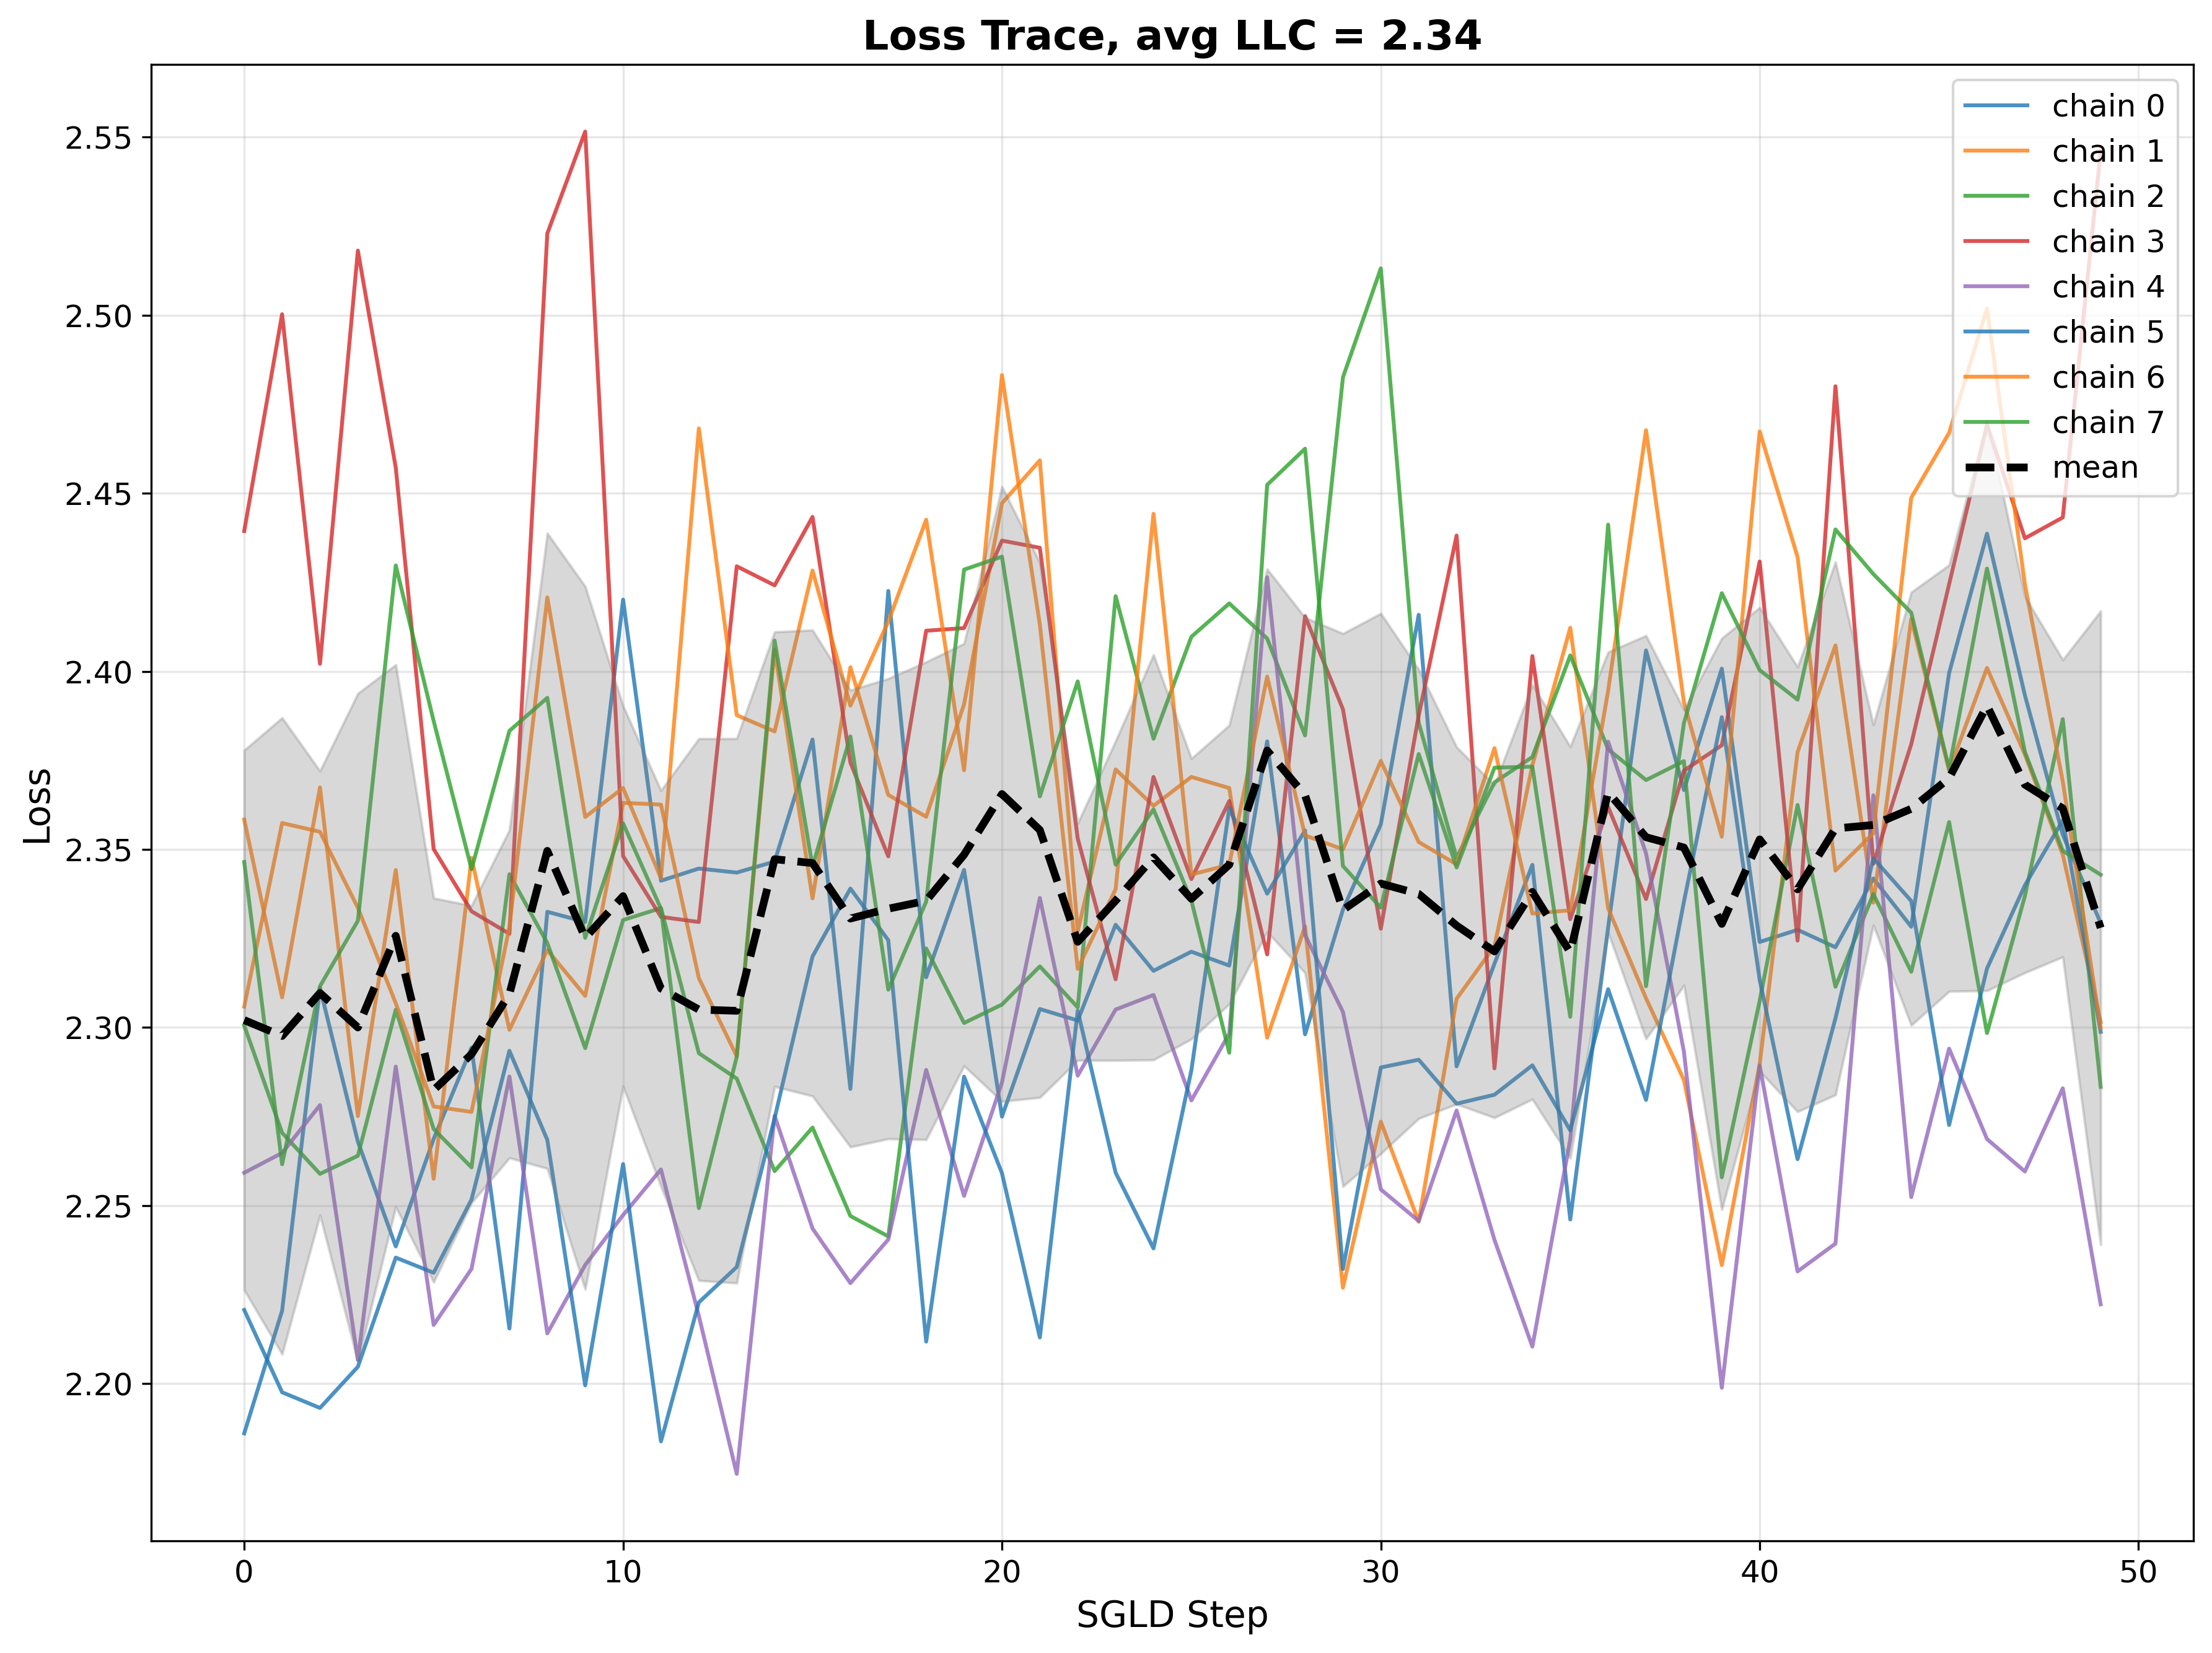 Loss Trace, avg LLC = 2.34
chain 0
chain 1
chain 2
chain 3
chain 4
chain 5
chain 6
chain 7
mean
Loss
2.55
2.50
2.45
2.40
2.35
2.30
2.25
2.20
0 10 20 30 40 50
SGLD Step